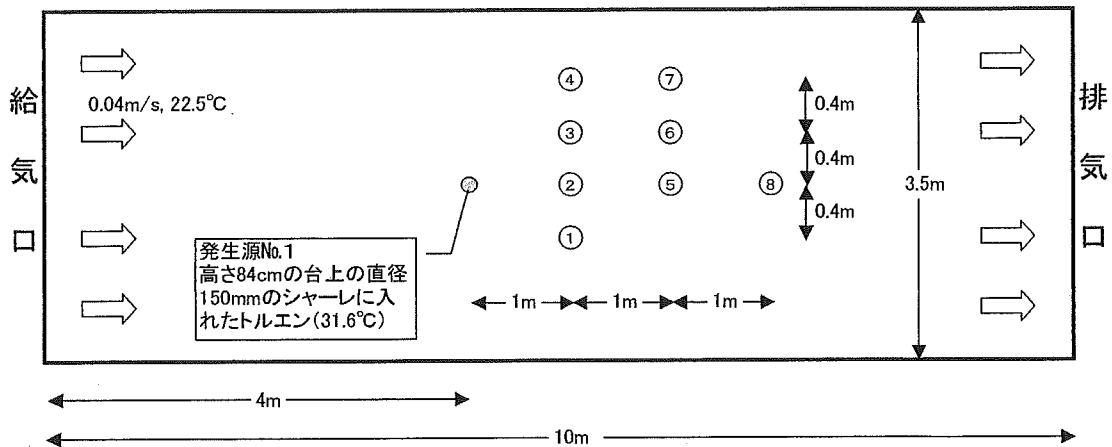 給気口
0.04m/s, 22.5℃
④
⑦
③
⑥
②
⑤
⑧
①
0.4m
0.4m
0.4m
3.5m
排気口
発生源No.1
高さ84cmの台上の直径
150mmのシャーレに入
れたトルエン(31.6℃)
1m
1m
1m
4m
10m